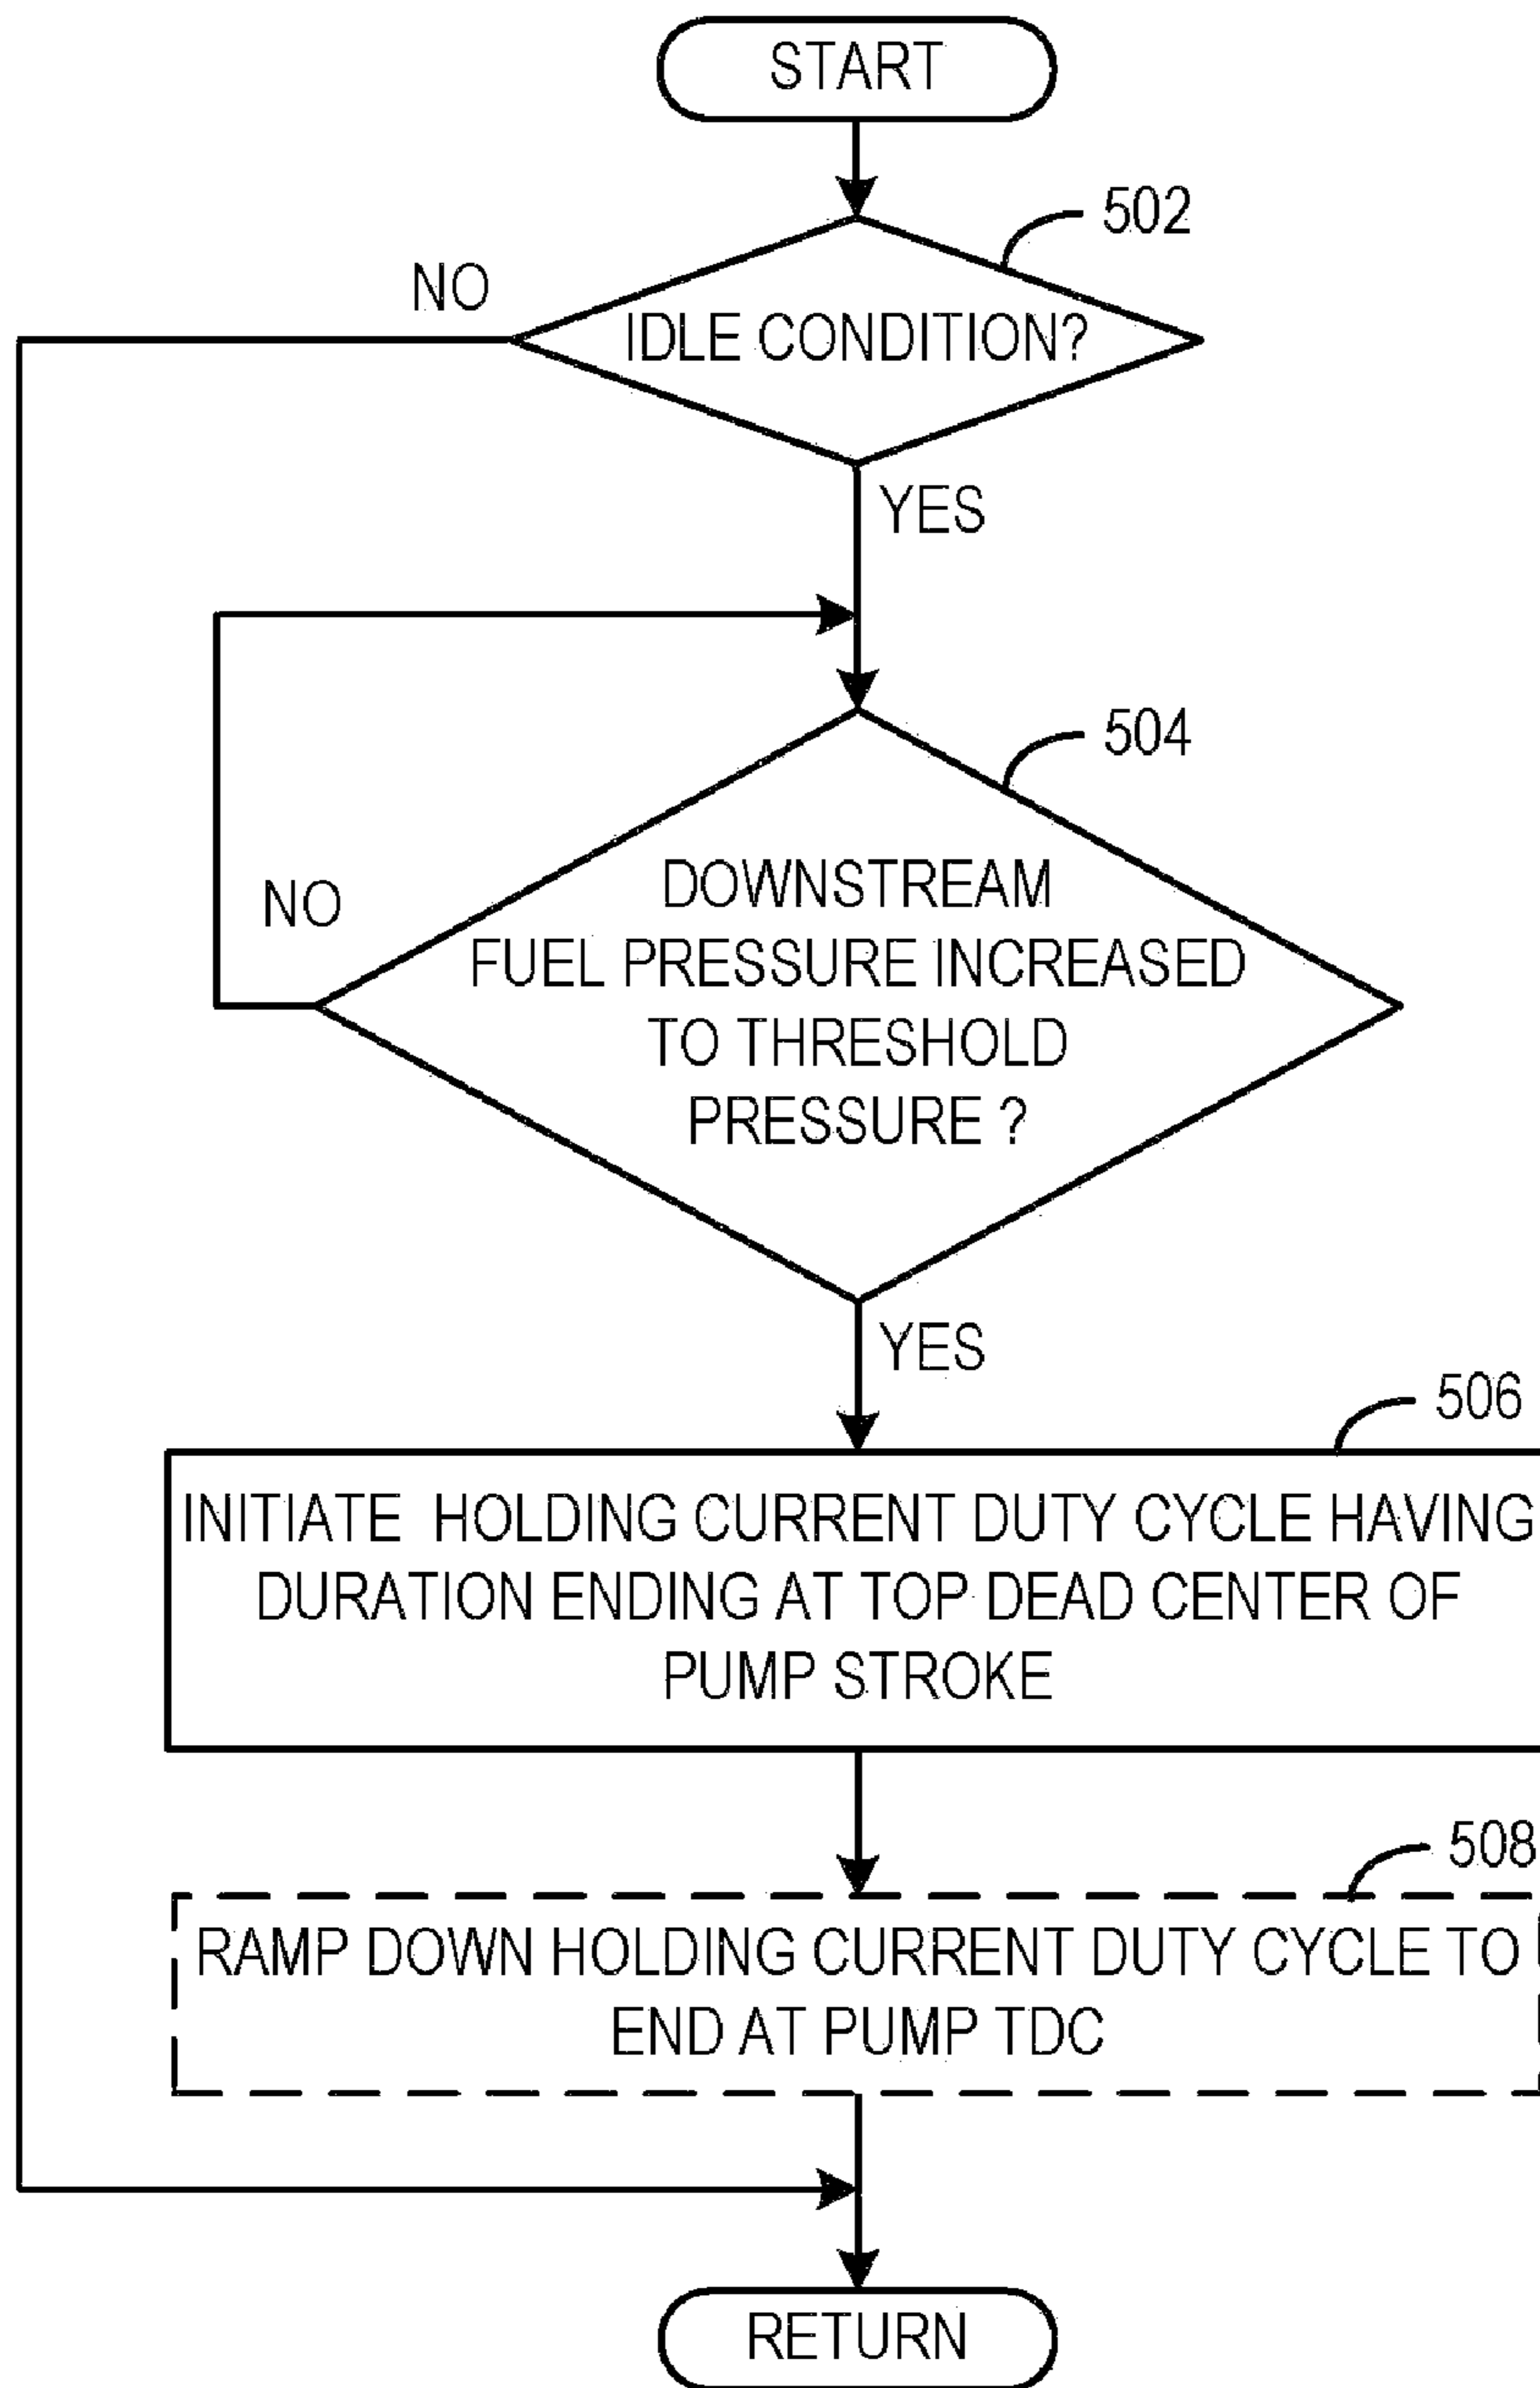 START
502
NO
IDLE CONDITION?
YES
504
NO
DOWNSTREAM
FUEL PRESSURE INCREASED
TO THRESHOLD
PRESSURE ?
YES
506
INITIATE HOLDING CURRENT DUTY CYCLE HAVING
DURATION ENDING AT TOP DEAD CENTER OF
PUMP STROKE
508
RAMP DOWN HOLDING CURRENT DUTY CYCLE TO
END AT PUMP TDC
RETURN